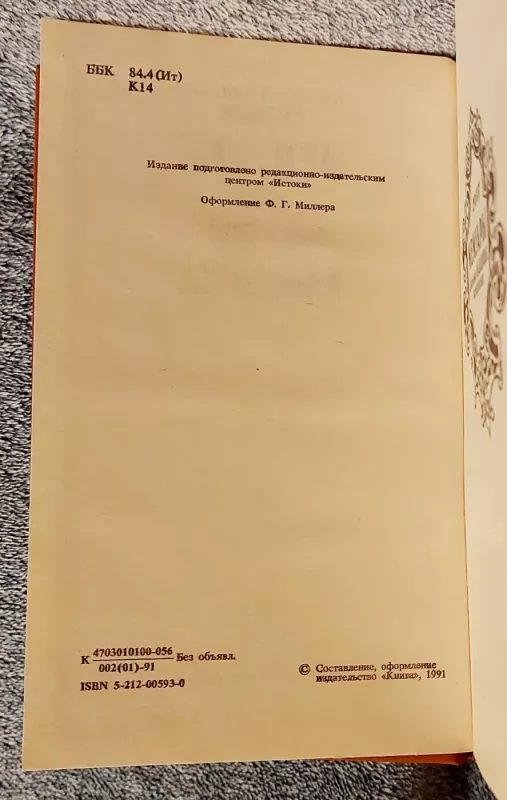 ББК 84.4(Ит)
К14
Издание подготовлено редакционно-издательским
центром «Истоки»
Оформление Ф. Г. Миллера
К 4703010100-056
002(01)-91
Без объявл.
ISBN 5-212-00593-0
© Составление, оформление
издательство «Книга», 1991